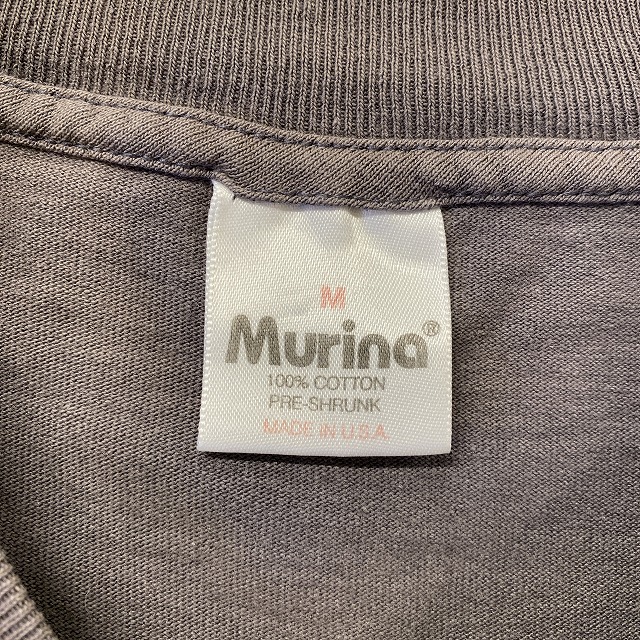 M
Murina®
100% COTTON
PRE-SHRUNK
MADE IN U.S.A.